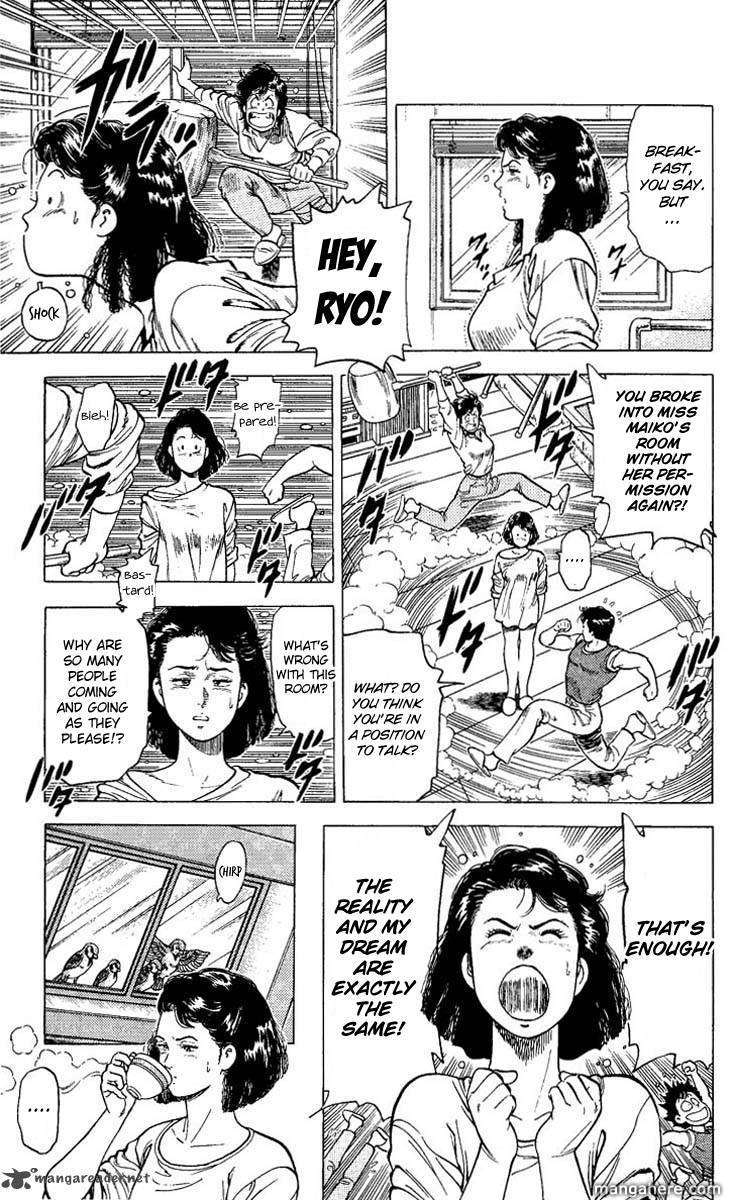 BREAK-
FAST,
YOU SAY.
BUT
...
ガラ
HEY,
RYO!
SHOCK
YOU BROKE
INTO MISS
MAIKO'S
ROOM
WITHOUT
HER PER-
MISSION
AGAIN?!
....
WHAT? DO
YOU THINK
YOU'RE IN
A POSITION
TO TALK?
Be pre-
pared!
Bleh!
Bas-
tard!
WHAT'S
WRONG
WITH THIS
ROOM?
WHY ARE
SO MANY
PEOPLE
COMING
AND GOING
AS THEY
PLEASE!?
THAT'S
ENOUGH!
THE
REALITY
AND MY
DREAM
ARE
EXACTLY
THE
SAME!
CHIRP
....
mangareader.net
mangahere.com